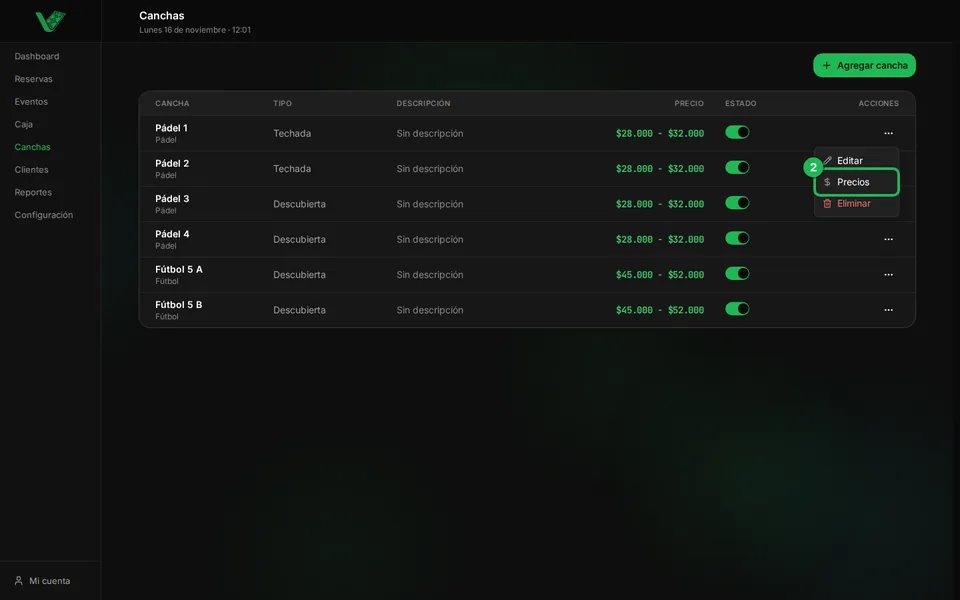 Canchas
Lunes 16 de noviembre · 12:01
Dashboard
Reservas
Eventos
Caja
Canchas
Clientes
Reportes
Configuración
Mi cuenta
+ Agregar cancha
CANCHA TIPO DESCRIPCIÓN PRECIO ESTADO ACCIONES
Pádel 1
Pádel
Techada Sin descripción $28.000 - $32.000
Pádel 2
Pádel
Techada Sin descripción $28.000 - $32.000
Pádel 3
Pádel
Descubierta Sin descripción $28.000 - $32.000
Pádel 4
Pádel
Descubierta Sin descripción $28.000 - $32.000
Fútbol 5 A
Fútbol
Descubierta Sin descripción $45.000 - $52.000
Fútbol 5 B
Fútbol
Descubierta Sin descripción $45.000 - $52.000
Editar
2
$ Precios
Eliminar